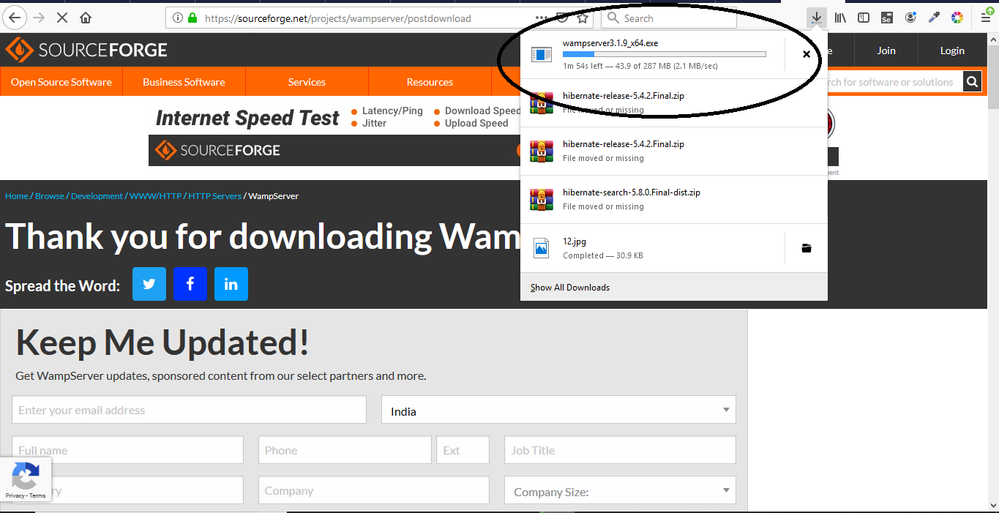 https://sourceforge.net/projects/wampserver/postdownload
Search
SOURCEFORGE
Join
Login
Open Source Software
Business Software
Services
Resources
rch for software or solutions
wampserver3.1.9_x64.exe
1m 54s left — 43.9 of 287 MB (2.1 MB/sec)
hibernate-release-5.4.2.Final.zip
File moved or missing
hibernate-release-5.4.2.Final.zip
File moved or missing
hibernate-search-5.8.0.Final-dist.zip
File moved or missing
12.jpg
Completed — 30.9 KB
Show All Downloads
Internet Speed Test
Latency/Ping
Download Speed
Jitter
Upload Speed
SOURCEFORGE
Home / Browse / Development / WWW/HTTP / HTTP Servers / WampServer
Thank you for downloading Wam
Spread the Word:
Keep Me Updated!
Get WampServer updates, sponsored content from our select partners and more.
Enter your email address
India
Full name
Phone
Ext
Job Title
Company
Company Size:
Privacy - Terms